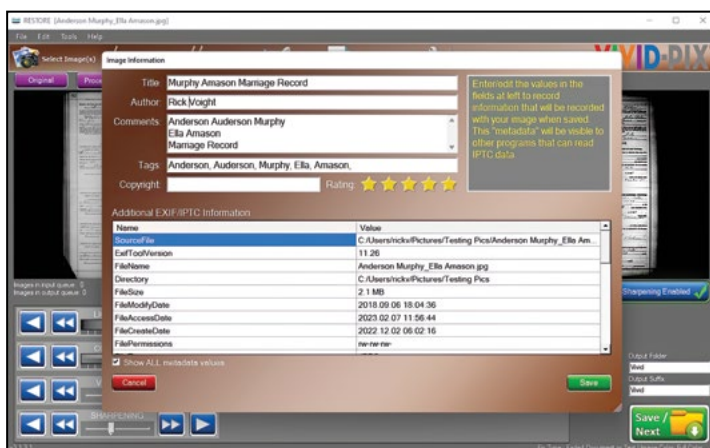 RESTORE [Anderson Murphy_Ella Amason.jpg]
File Edit Tools Help
Select Image(s)
VIVID-PIX
Original
Image Information
Title Murphy Amason Marriage Record
Author Rick Voight
Comments Anderson Auderson Murphy
Ella Amason
Marriage Record
Tags Anderson, Auderson, Murphy, Ella, Amason,
Copyright Rating
Enter/edit the values in the
fields at left to record
information that will be recorded
with your image when saved
This "metadata" will be visible to
other programs that can read
IPTC data
Additional EXIF/IPTC Information
Name Value
SourceFile C:/Users/rickv/Pictures/Testing Pics/Anderson Murphy_Ella Am...
ExifToolVersion 11.26
FileName Anderson Murphy_Ella Amason.jpg
Directory C:/Users/rickv/Pictures/Testing Pics
FileSize 2.1 MB
FileModifyDate 2018:09:06 18:04:36
FileAccessDate 2023:02:07 11:56:44
FileCreateDate 2022:12:02 06:02:16
FilePermissions rw-rw-rw-
Show ALL metadata values
Cancel Save
Images in input queue: 0
Images in output queue: 0
Sharpening Enabled
SHARPENING
Output Folder
Vivid
Output Suffix
Vivid
Save /
Next